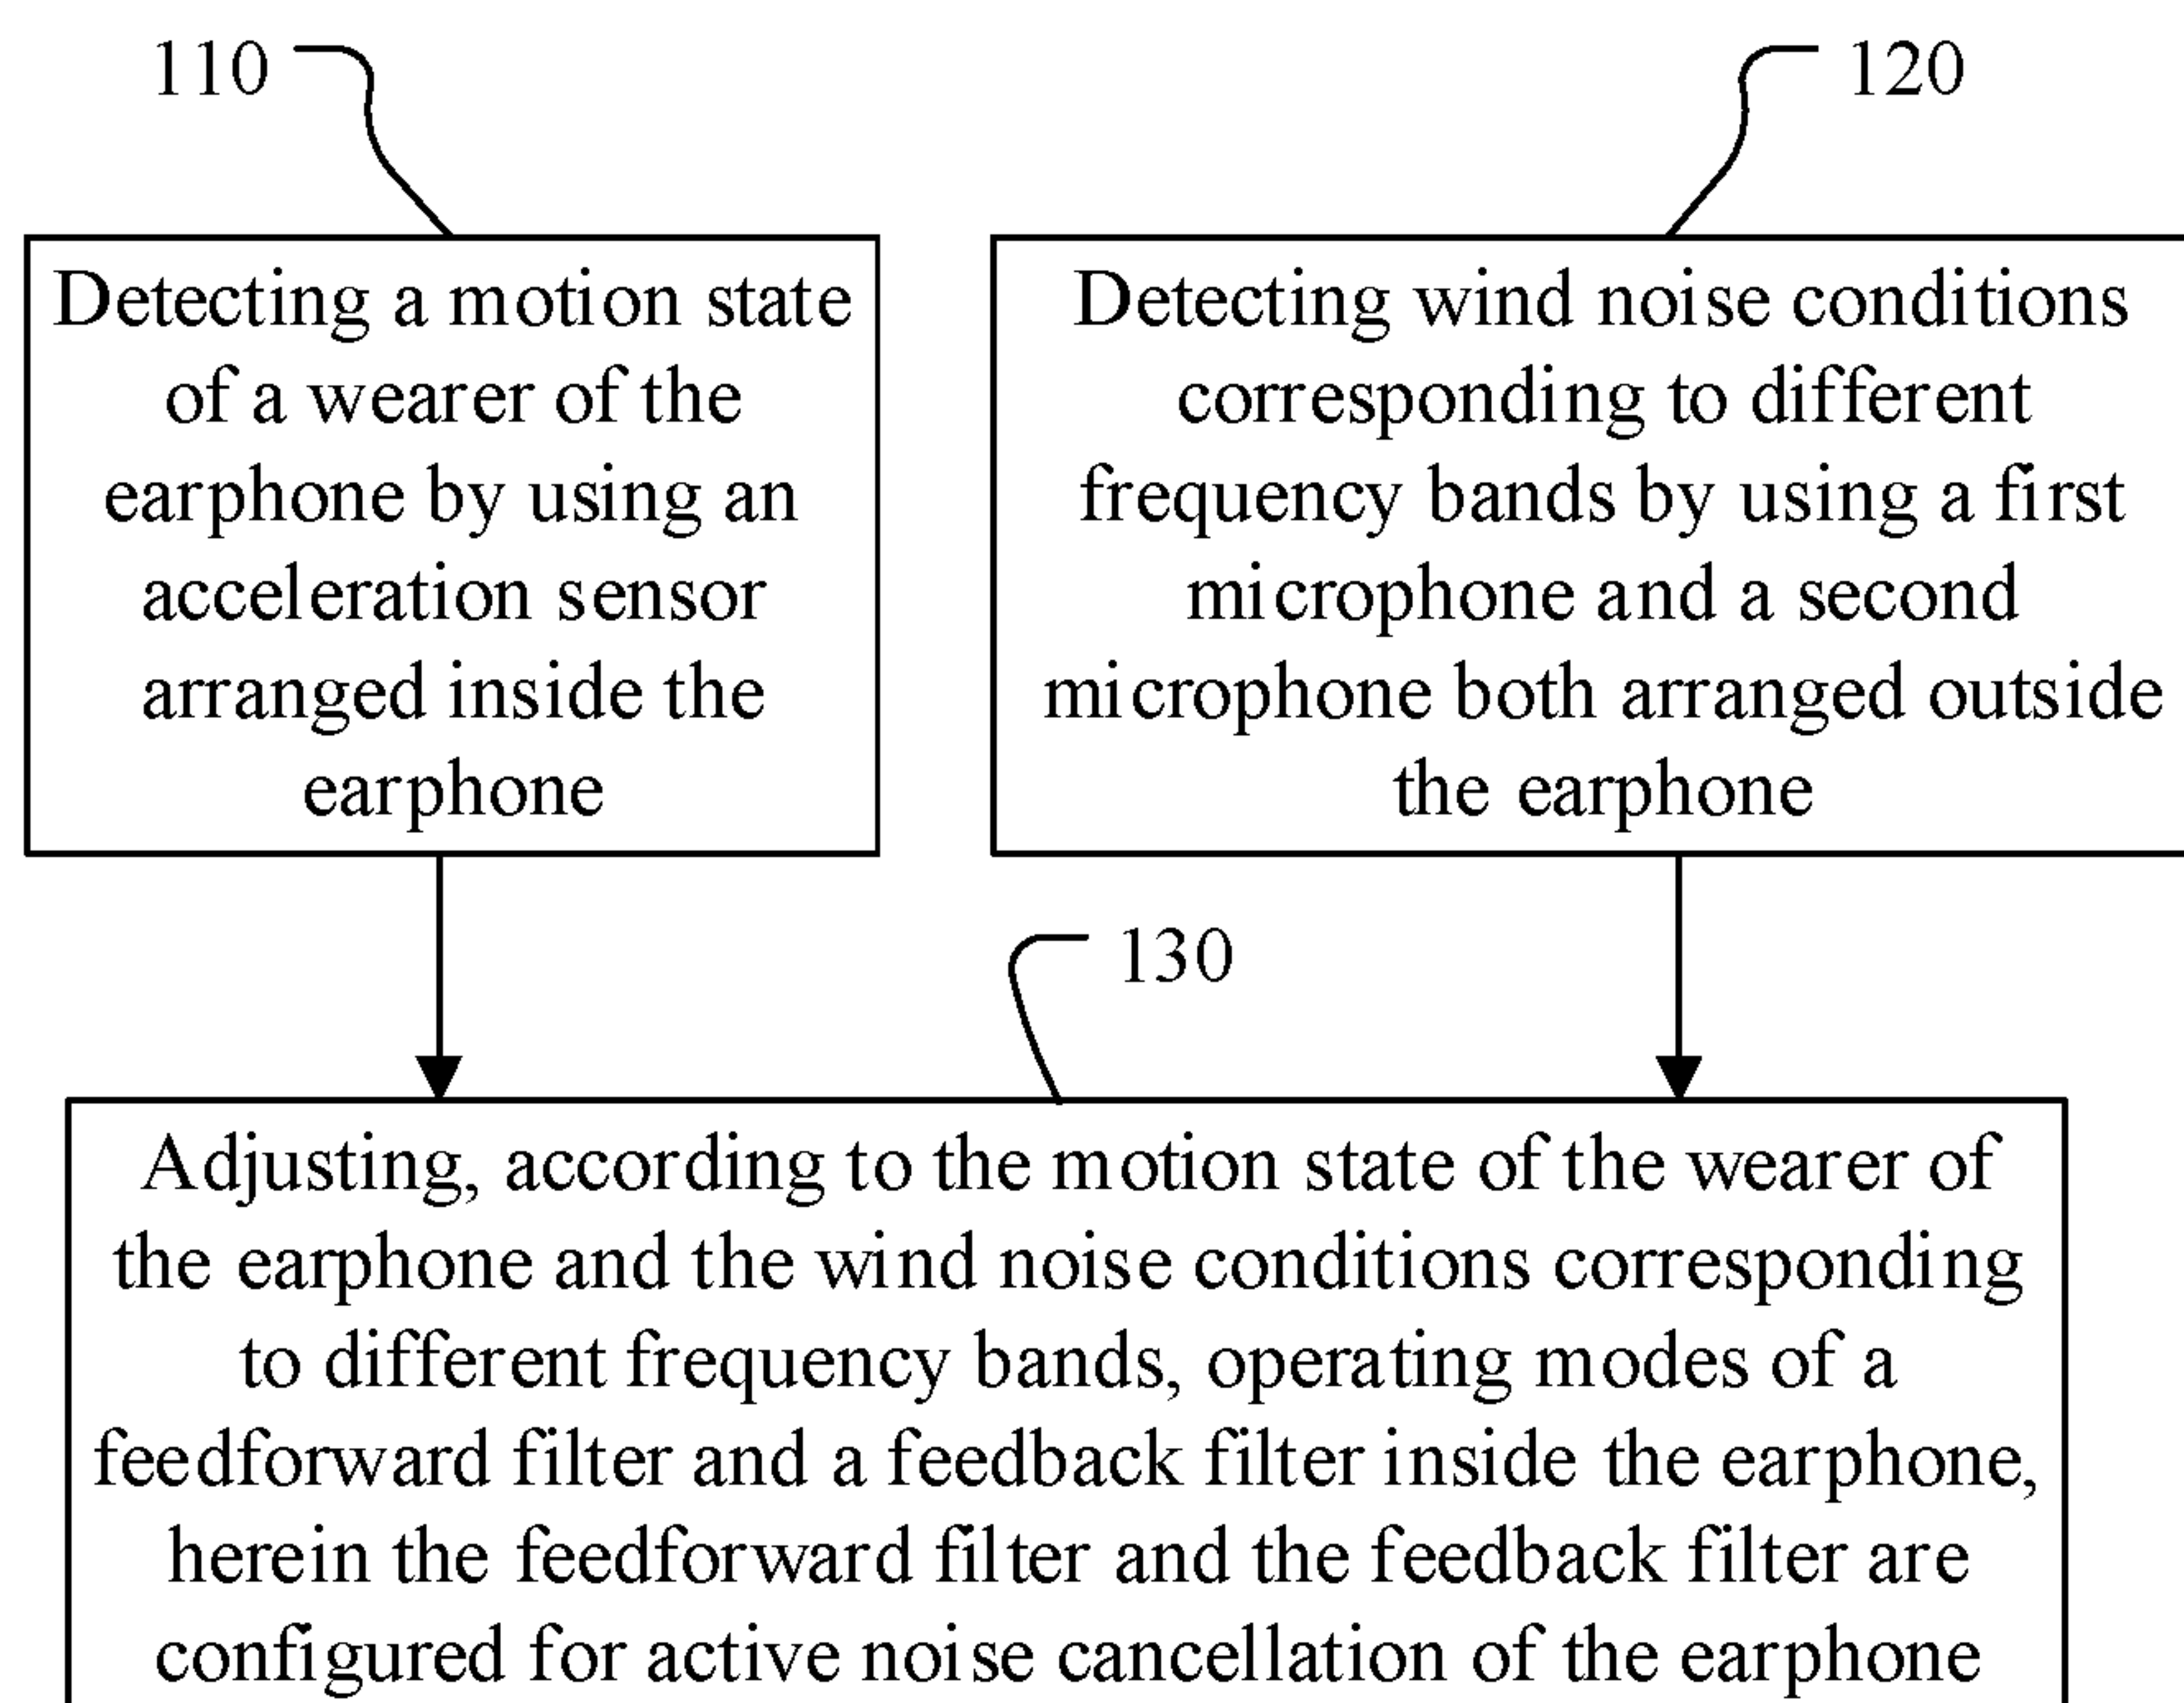 110
120
Detecting a motion state
of a wearer of the
earphone by using an
acceleration sensor
arranged inside the
earphone
Detecting wind noise conditions
corresponding to different
frequency bands by using a first
microphone and a second
microphone both arranged outside
the earphone
130
Adjusting, according to the motion state of the wearer of
the earphone and the wind noise conditions corresponding
to different frequency bands, operating modes of a
feedforward filter and a feedback filter inside the earphone,
herein the feedforward filter and the feedback filter are
configured for active noise cancellation of the earphone